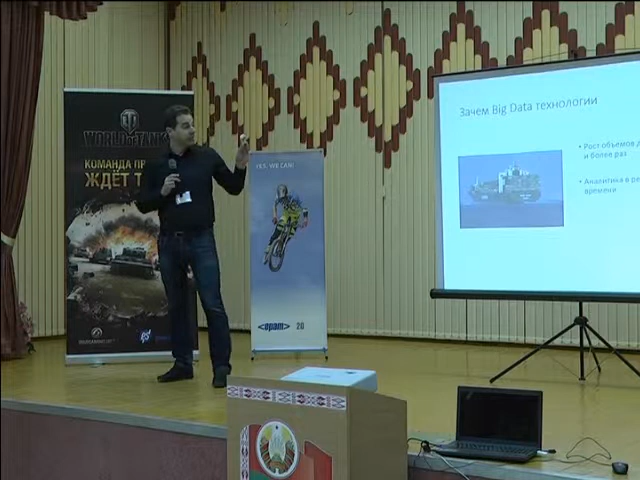 WORLD OF TANKS
КОМАНДА ПР
ЖДЁТ Т
YES, WE CAN!
<epam> 20
Зачем Big Data технологии
• Рост объемов д
и более раз
• Аналитика в ре
времени